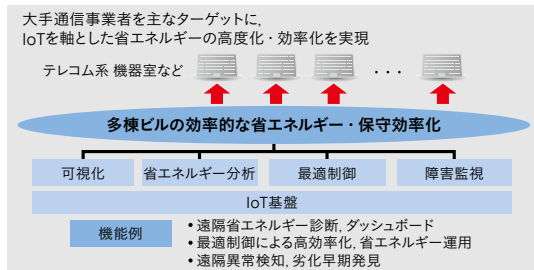 大手通信事業者を主なターゲットに,
IoTを軸とした省エネルギーの高度化・効率化を実現
テレコム系 機器室など
・・・
多棟ビルの効率的な省エネルギー・保守効率化
可視化
省エネルギー分析
最適制御
障害監視
IoT基盤
機能例
• 遠隔省エネルギー診断, ダッシュボード
• 最適制御による高効率化, 省エネルギー運用
• 遠隔異常検知, 劣化早期発見